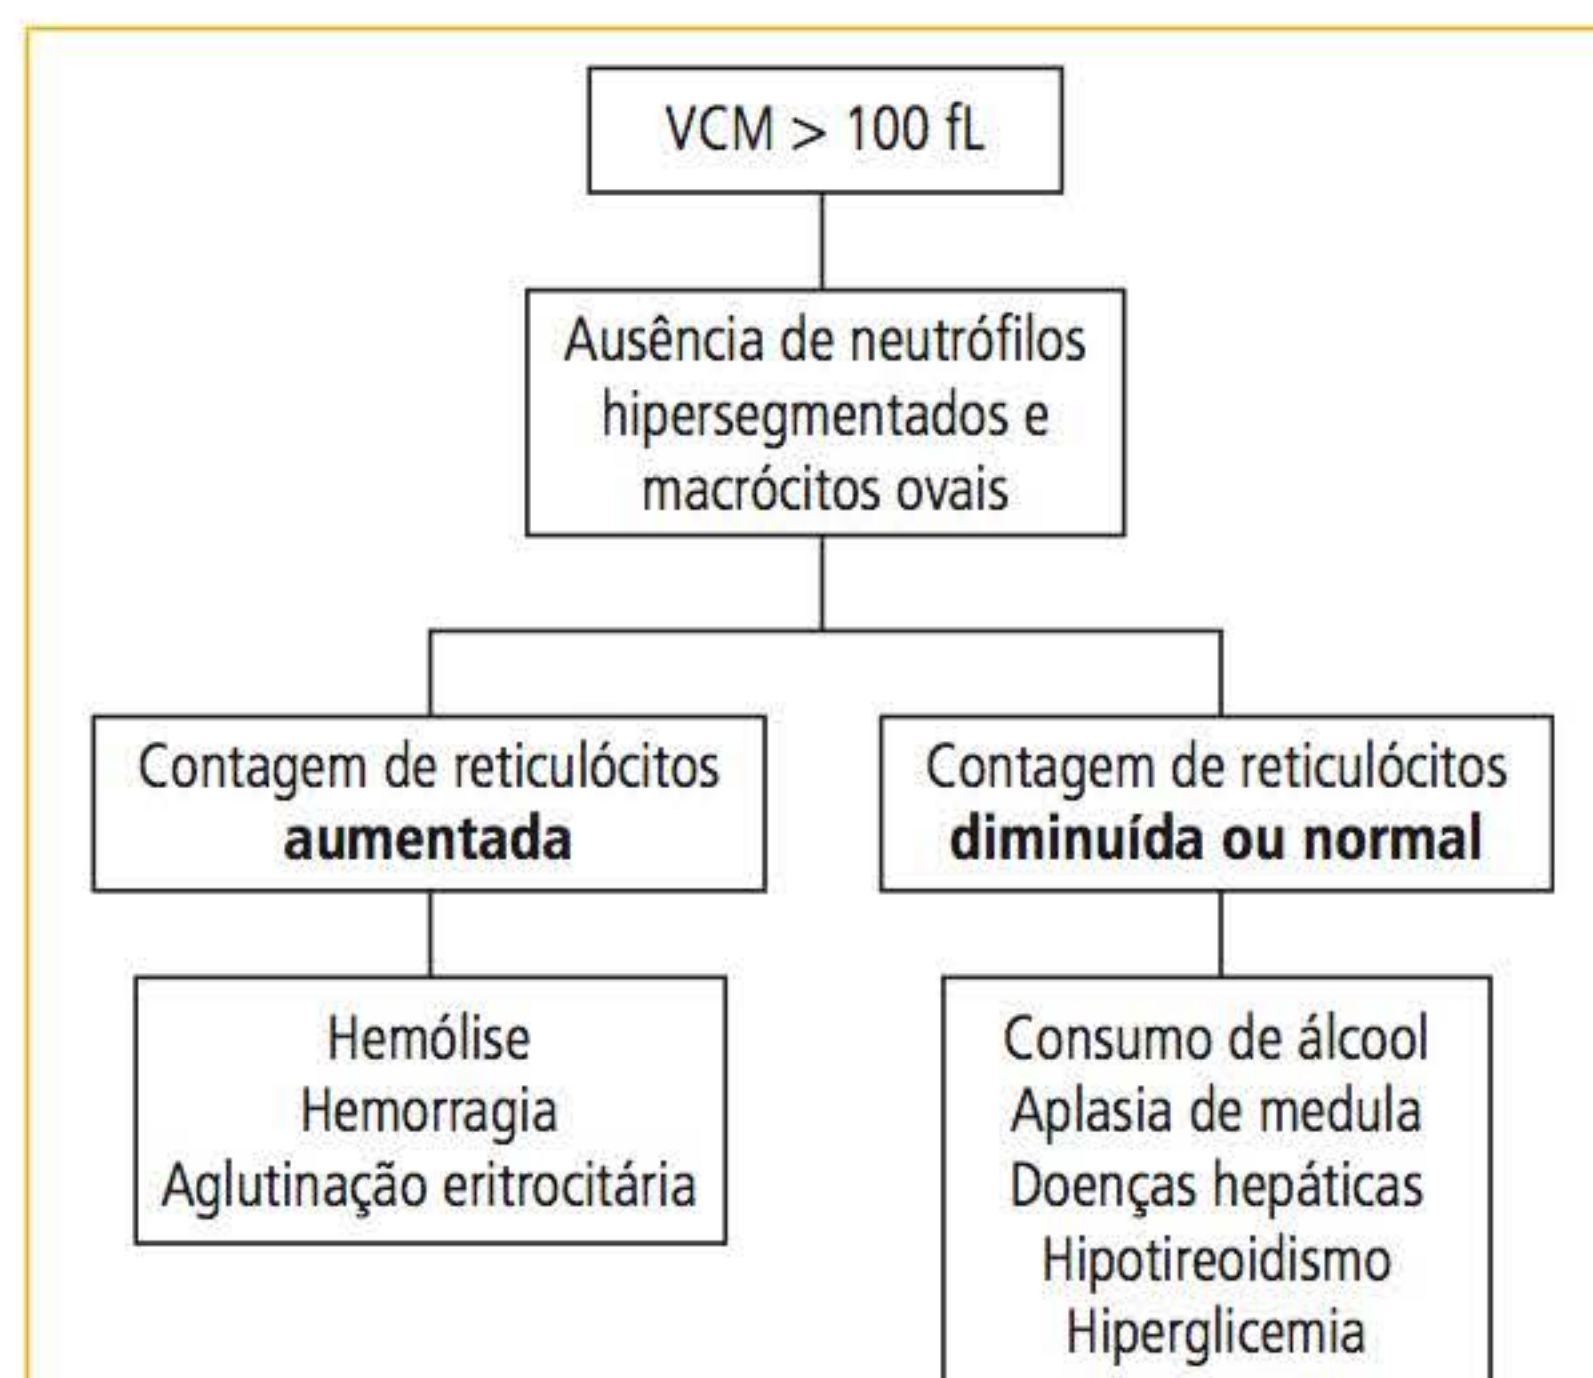 VCM > 100 fL
Ausência de neutrófilos
hipersegmentados e
macrócitos ovais
Contagem de reticulócitos
aumentada
Contagem de reticulócitos
diminuída ou normal
Hemólise
Hemorragia
Aglutinação eritrocitária
Consumo de álcool
Aplasia de medula
Doenças hepáticas
Hipotireoidismo
Hiperglicemia